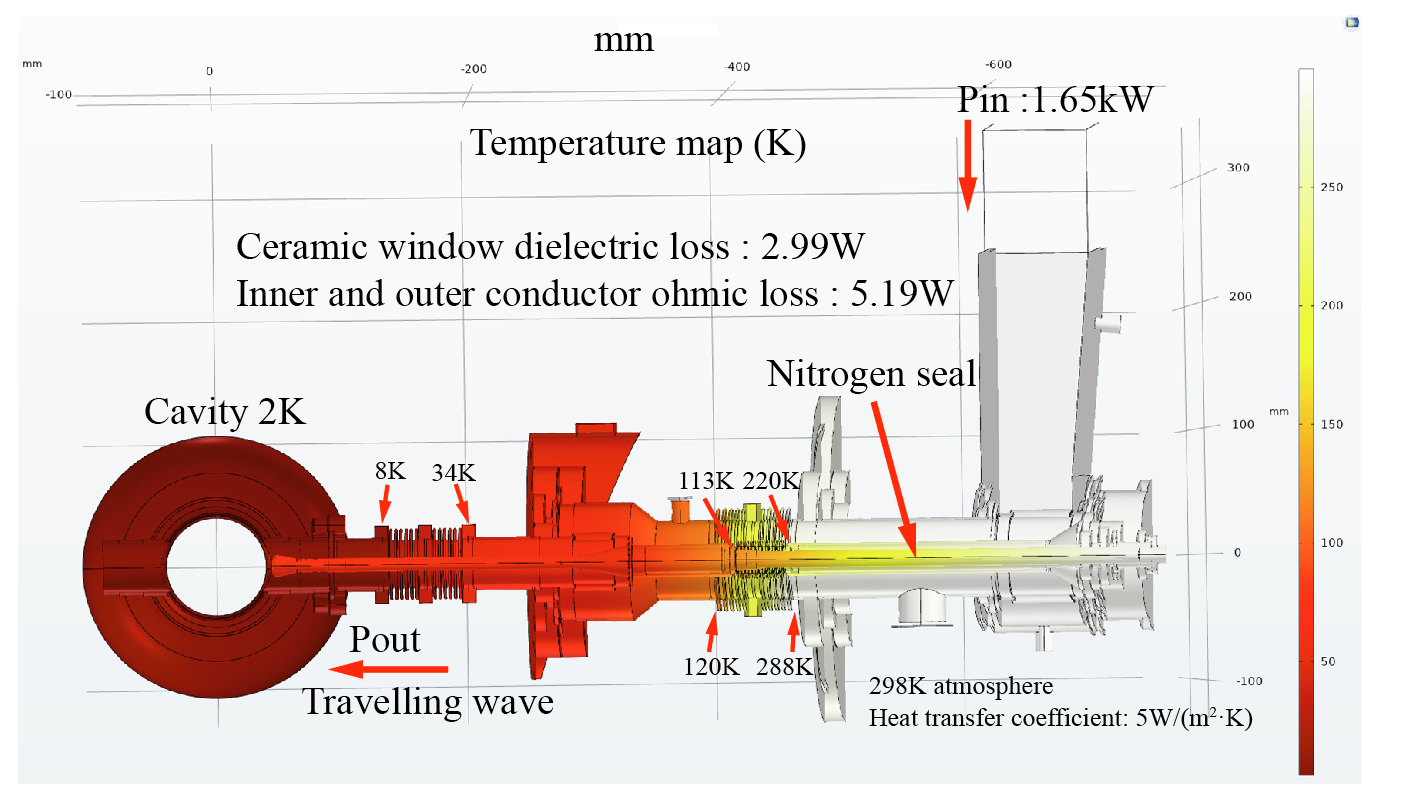 mm
mm
0
-200
-400
-600
-100
Pin :1.65kW
Temperature map (K)
300
250
Ceramic window dielectric loss : 2.99W
Inner and outer conductor ohmic loss : 5.19W
200
200
Nitrogen seal
Cavity 2K
mm
100
150
8K
34K
113K
220K
0
100
Pout
120K
288K
50
Travelling wave
298K atmosphere
-100
Heat transfer coefficient: 5W/(m²·K)